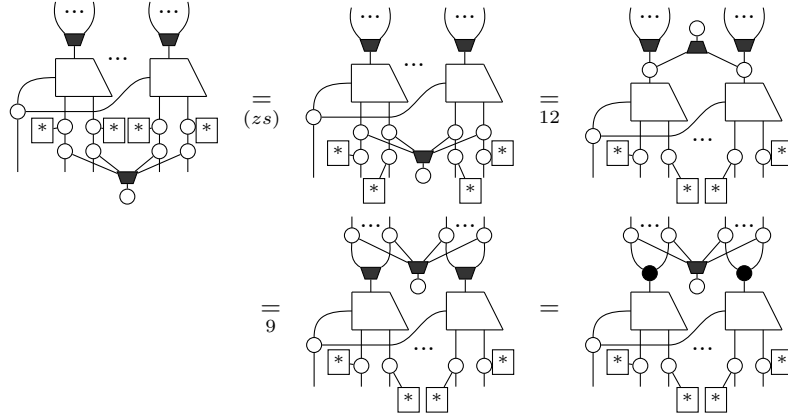 ... ... ... ... ... ...
... ...
= =
(zs) 12
* * * * * * * *
* * * *
... ... ... ...
= =
9
... ...
* * * *
* * * *